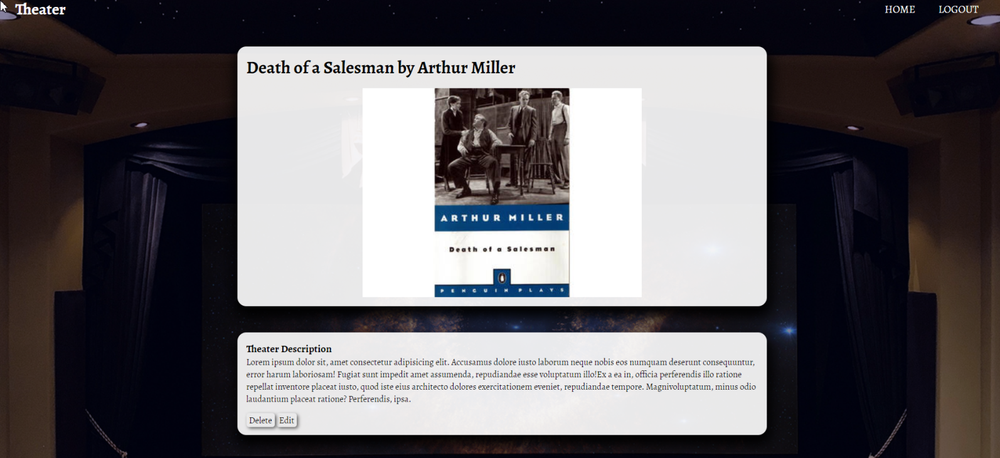 Theater
HOME LOGOUT
Death of a Salesman by Arthur Miller
ARTHUR MILLER
Death of a Salesman
PENGUIN PLAYS
Theater Description
Lorem ipsum dolor sit, amet consectetur adipisicing elit. Accusamus dolore iusto laborum neque nobis eos numquam deserunt consequuntur,
error harum laboriosam! Fugiat sunt impedit amet assumenda, repudiandae esse voluptatum illo!Ex a ea in, officia perferendis illo ratione
repellat inventore placeat iusto, quod iste eius architecto dolores exercitationem eveniet, repudiandae tempore. Magnivoluptatum, minus odio
laudantium placeat ratione? Perferendis, ipsa.
Delete Edit